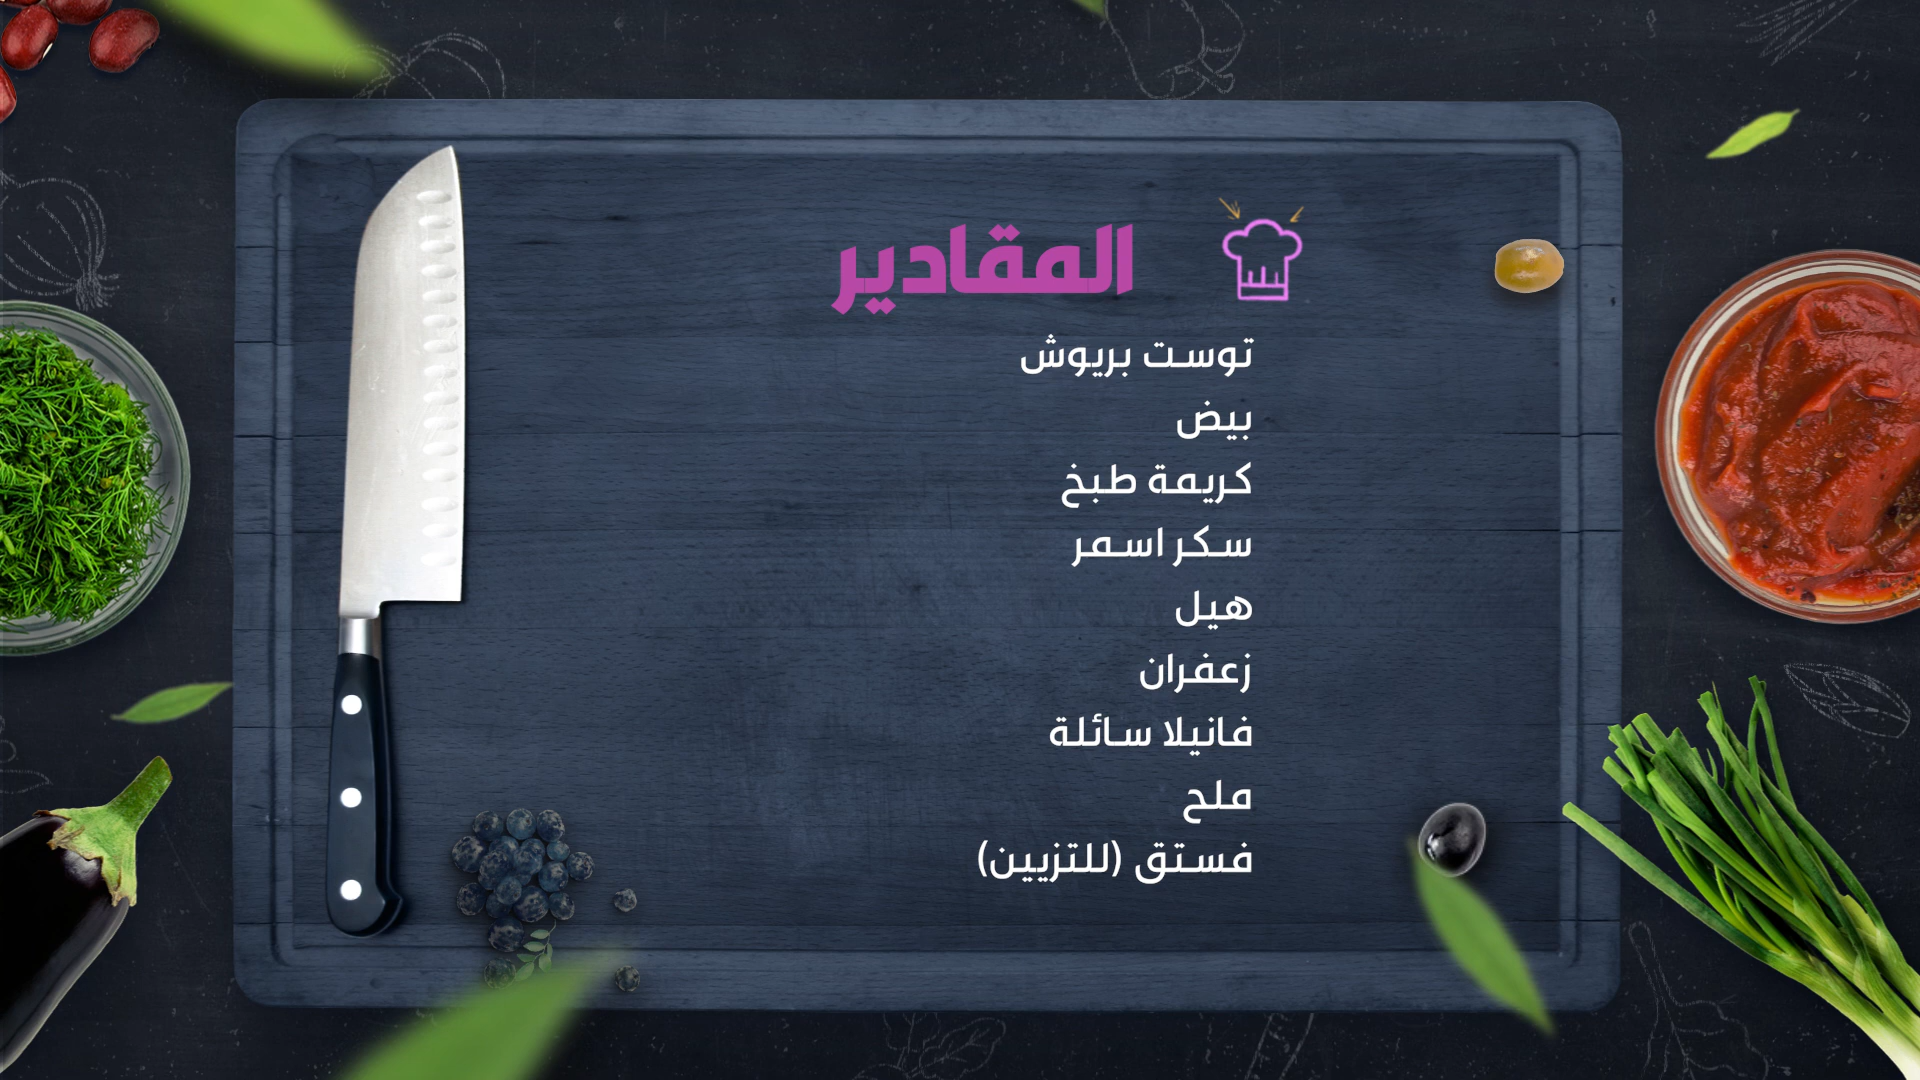 المقادير
توست بريوش
بيض
كريمة طبخ
سكر اسمر
هيل
زعفران
فانيلا سائلة
ملح
فستق (للتزيين)